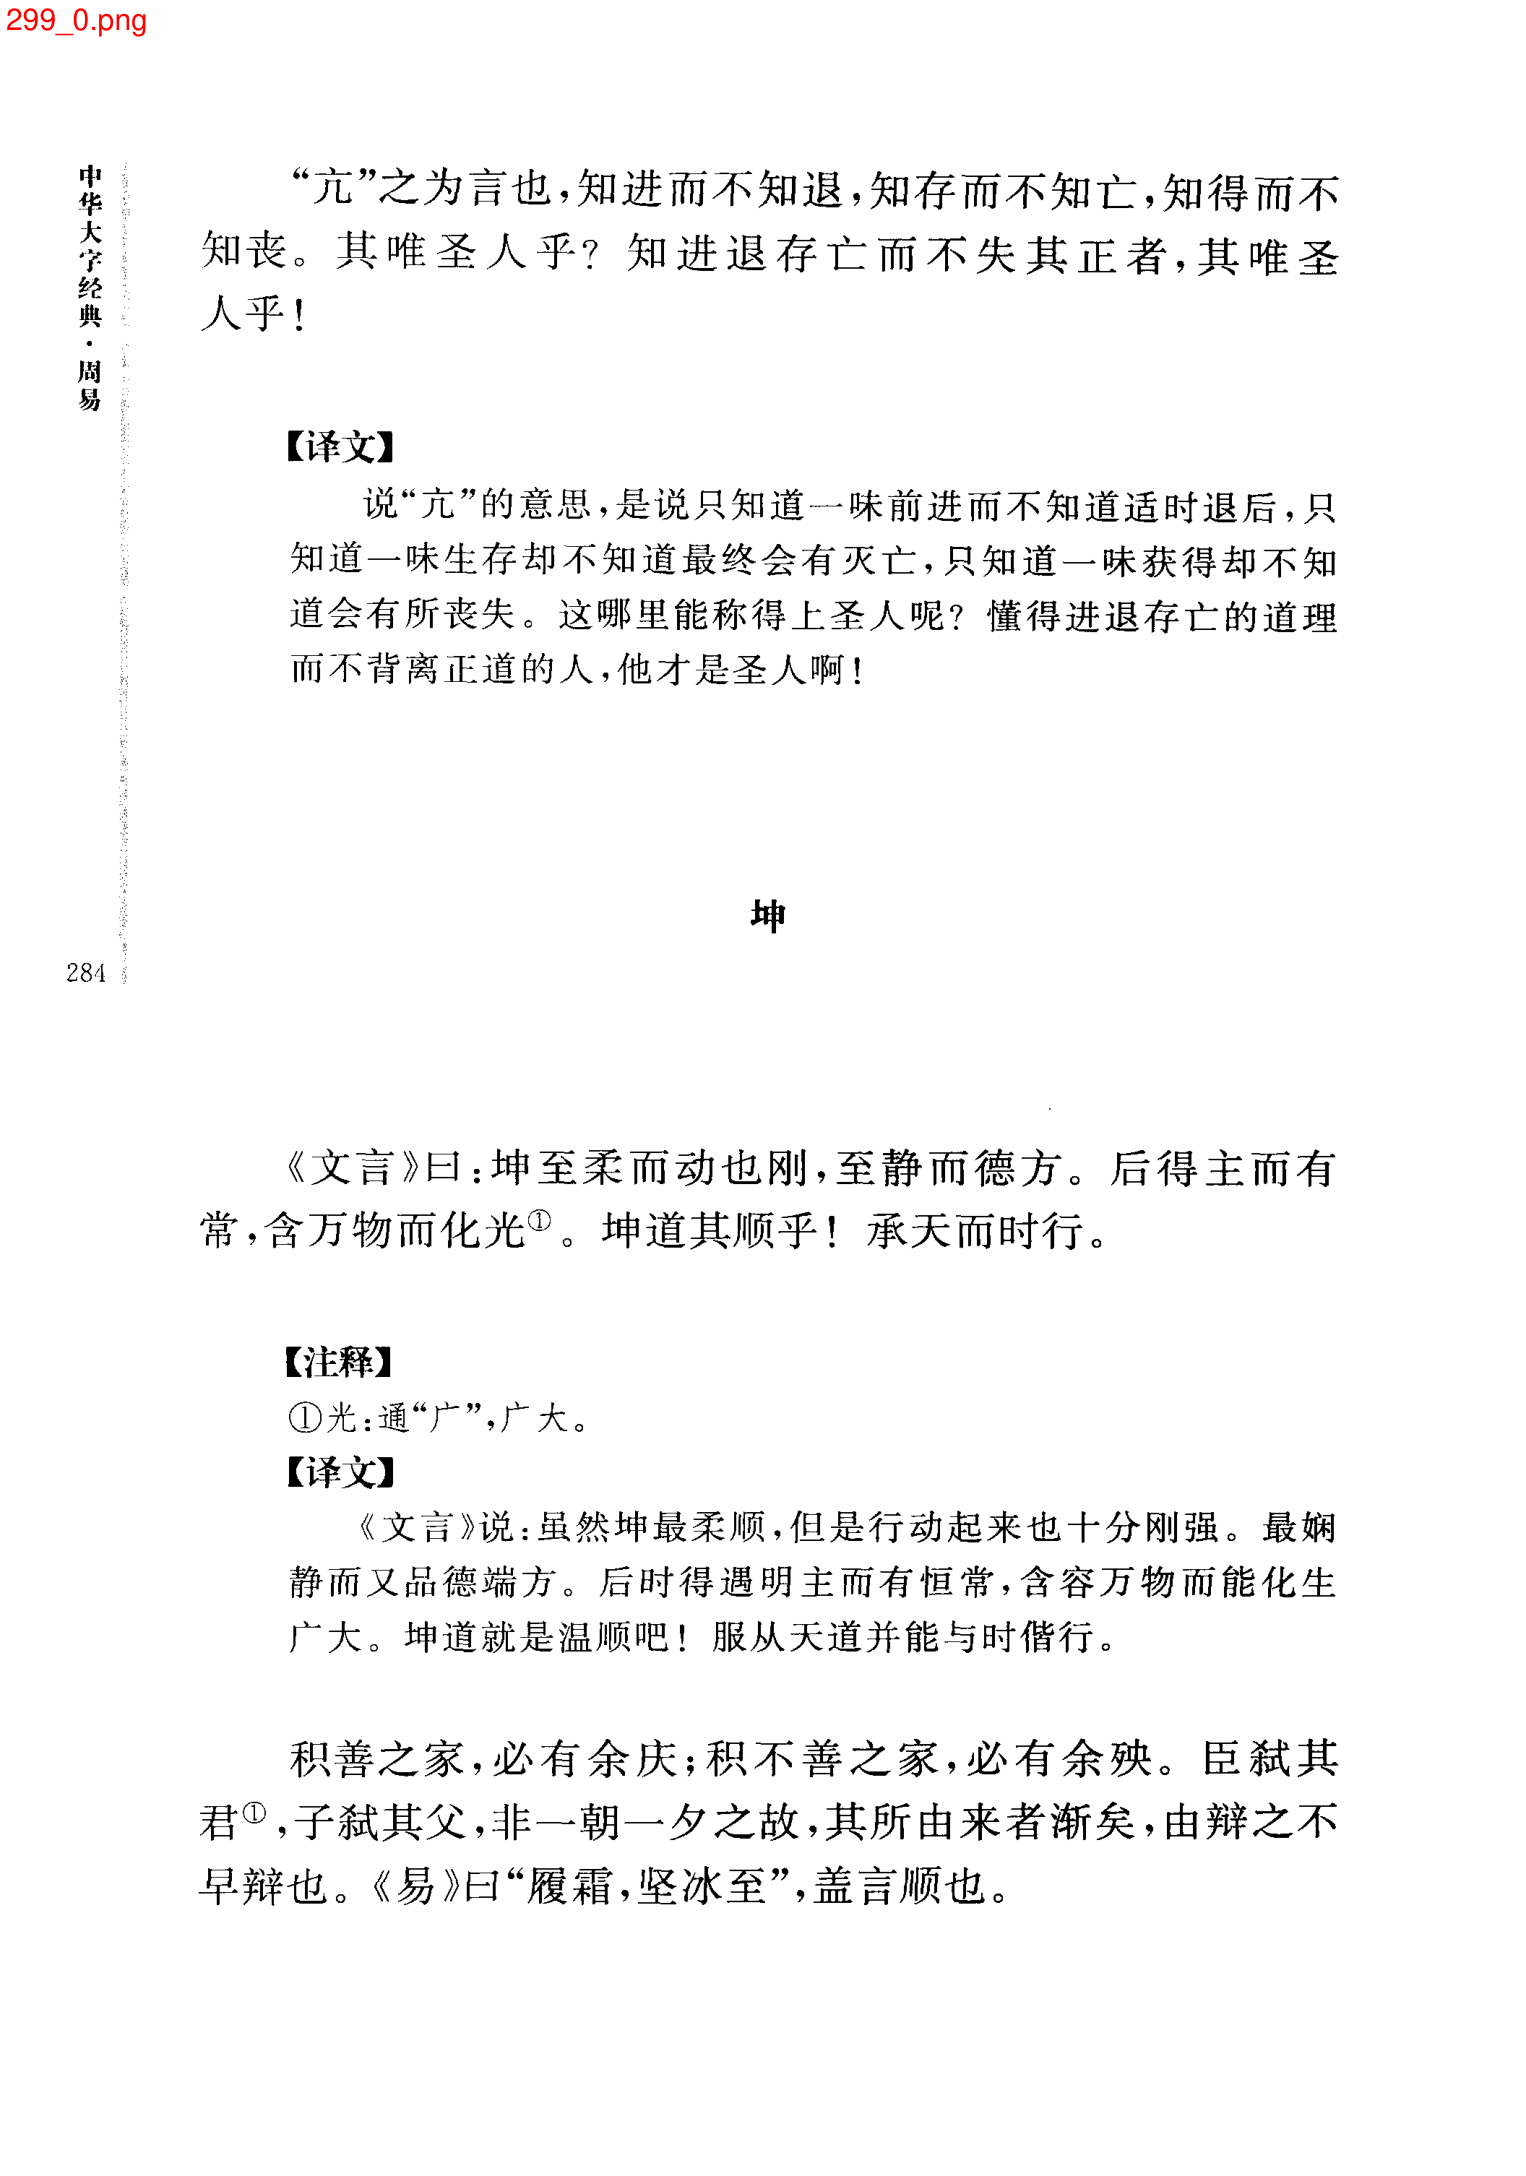 299_0.png
中华大字经典·周易
“亢”之为言也,知进而不知退,知存而不知亡,知得而不
知丧。其唯圣人乎?知进退存亡而不失其正者,其唯圣
人乎!
【译文】
说“亢”的意思,是说只知道一味前进而不知道适时退后,只
知道一味生存却不知道最终会有灭亡,只知道一味获得却不知
道会有所丧失。这哪里能称得上圣人呢?懂得进退存亡的道理
而不背离正道的人,他才是圣人啊!
坤
284
《文言》曰:坤至柔而动也刚,至静而德方。后得主而有
常,含万物而化光①。坤道其顺乎!承天而时行。
【注释】
①光:通“广”,广大。
【译文】
《文言》说:虽然坤最柔顺,但是行动起来也十分刚强。最娴
静而又品德端方。后时得遇明主而有恒常,含容万物而能化生
广大。坤道就是温顺吧!服从天道并能与时偕行。
积善之家,必有余庆;积不善之家,必有余殃。臣弑其
君①,子弑其父,非一朝一夕之故,其所由来者渐矣,由辩之不
早辩也。《易》曰“履霜,坚冰至”,盖言顺也。